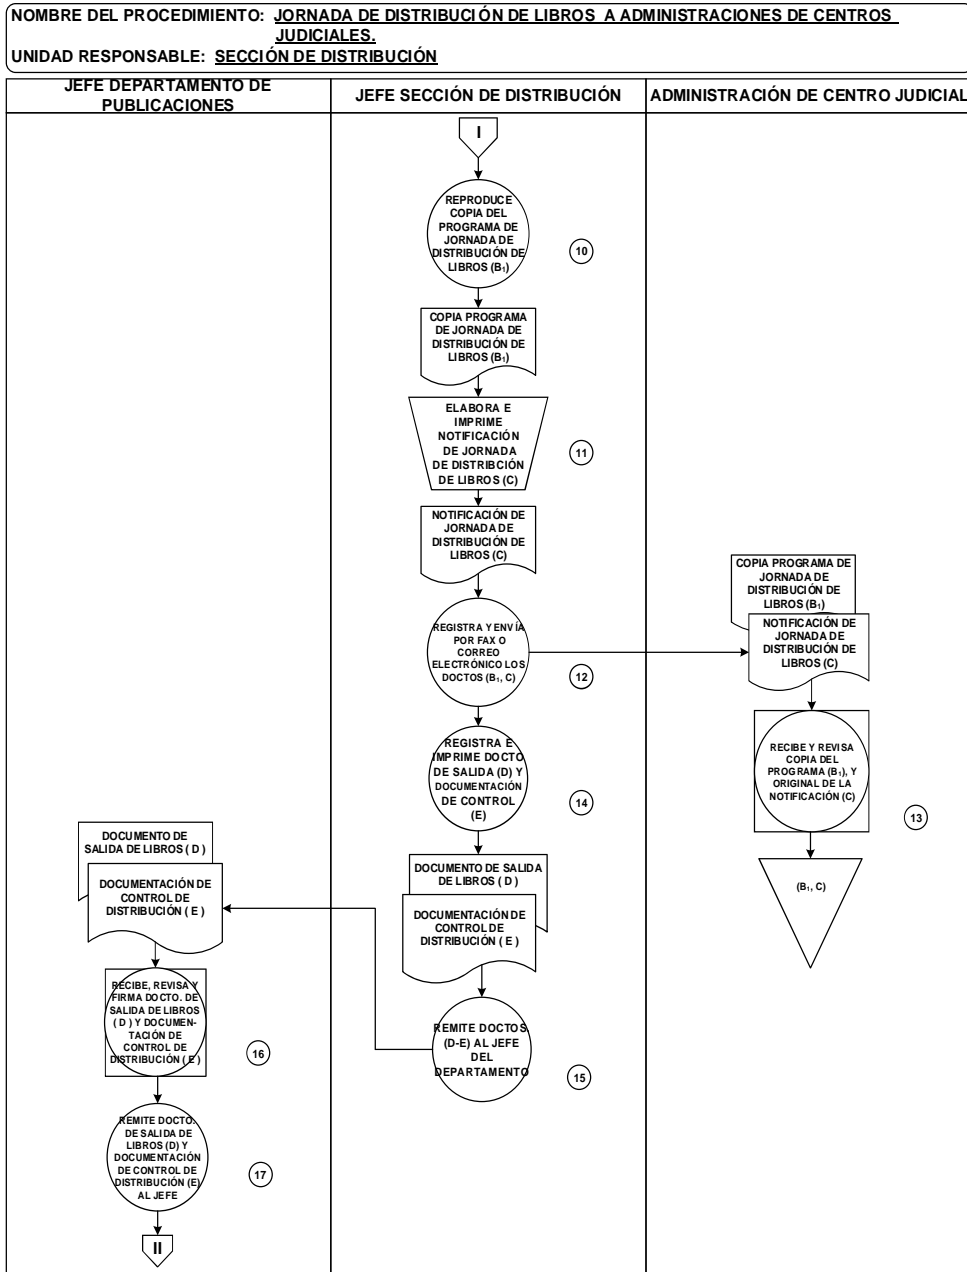 NOMBRE DEL PROCEDIMIENTO: JORNADA DE DISTRIBUCIÓN DE LIBROS A ADMINISTRACIONES DE CENTROS
JUDICIALES.
UNIDAD RESPONSABLE: SECCIÓN DE DISTRIBUCIÓN
JEFE DEPARTAMENTO DE
PUBLICACIONES
JEFE SECCIÓN DE DISTRIBUCIÓN
ADMINISTRACIÓN DE CENTRO JUDICIAL
I
REPRODUCE
COPIA DEL
PROGRAMA DE
JORNADA DE
DISTRIBUCIÓN DE
LIBROS (B₁)
10
COPIA PROGRAMA
DE JORNADA DE
DISTRIBUCIÓN DE
LIBROS (B₁)
ELABORA E
IMPRIME
NOTIFICACIÓN
DE JORNADA
DE DISTRIBCIÓN
DE LIBROS (C)
11
NOTIFICACIÓN DE
JORNADA DE
DISTRIBUCIÓN DE
LIBROS (C)
REGISTRA Y ENVÍA
POR FAX O
CORREO
ELECTRÓNICO LOS
DOCTOS (B₁, C)
12
COPIA PROGRAMA DE
JORNADA DE
DISTRIBUCIÓN DE
LIBROS (B₁)
NOTIFICACIÓN DE
JORNADA DE
DISTRIBUCIÓN DE
LIBROS (C)
RECIBE Y REVISA
COPIA DEL
PROGRAMA (B₁), Y
ORIGINAL DE LA
NOTIFICACIÓN (C)
13
(B₁, C)
REGISTRA E
IMPRIME DOCTO
DE SALIDA (D) Y
DOCUMENTACIÓN
DE CONTROL
(E)
14
DOCUMENTO DE SALIDA
DE LIBROS ( D )
DOCUMENTACIÓN DE
CONTROL DE
DISTRIBUCIÓN ( E )
REMITE DOCTOS.
(D-E) AL JEFE
DEL
DEPARTAMENTO
15
DOCUMENTO DE
SALIDA DE LIBROS ( D )
DOCUMENTACIÓN DE
CONTROL DE
DISTRIBUCIÓN ( E )
RECIBE, REVISA Y
FIRMA DOCTO. DE
SALIDA DE LIBROS
( D ) Y DOCUMEN-
TACIÓN DE
CONTROL DE
DISTRIBUCIÓN ( E )
16
REMITE DOCTO.
DE SALIDA DE
LIBROS (D) Y
DOCUMENTACIÓN
DE CONTROL DE
DISTRIBUCIÓN (E)
AL JEFE
17
II